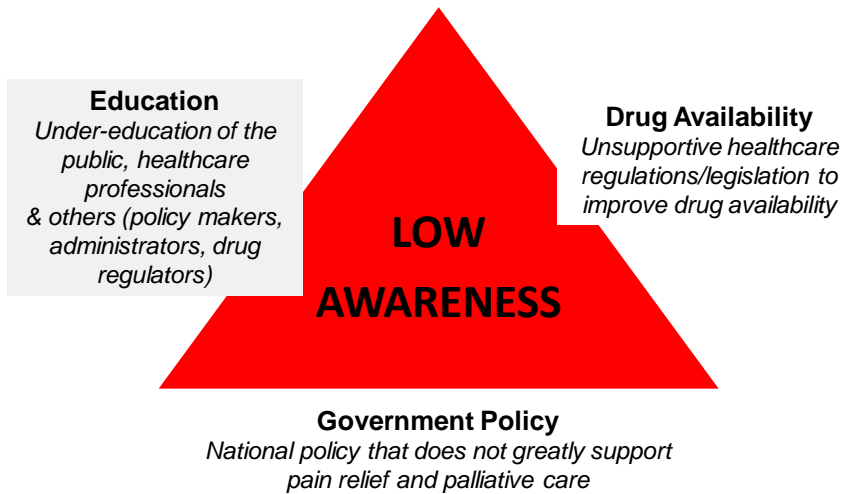 Education
Under-education of the
public, healthcare
professionals
& others (policy makers,
administrators, drug
regulators)
Drug Availability
Unsupportive healthcare
regulations/legislation to
improve drug availability
LOW
AWARENESS
Government Policy
National policy that does not greatly support
pain relief and palliative care